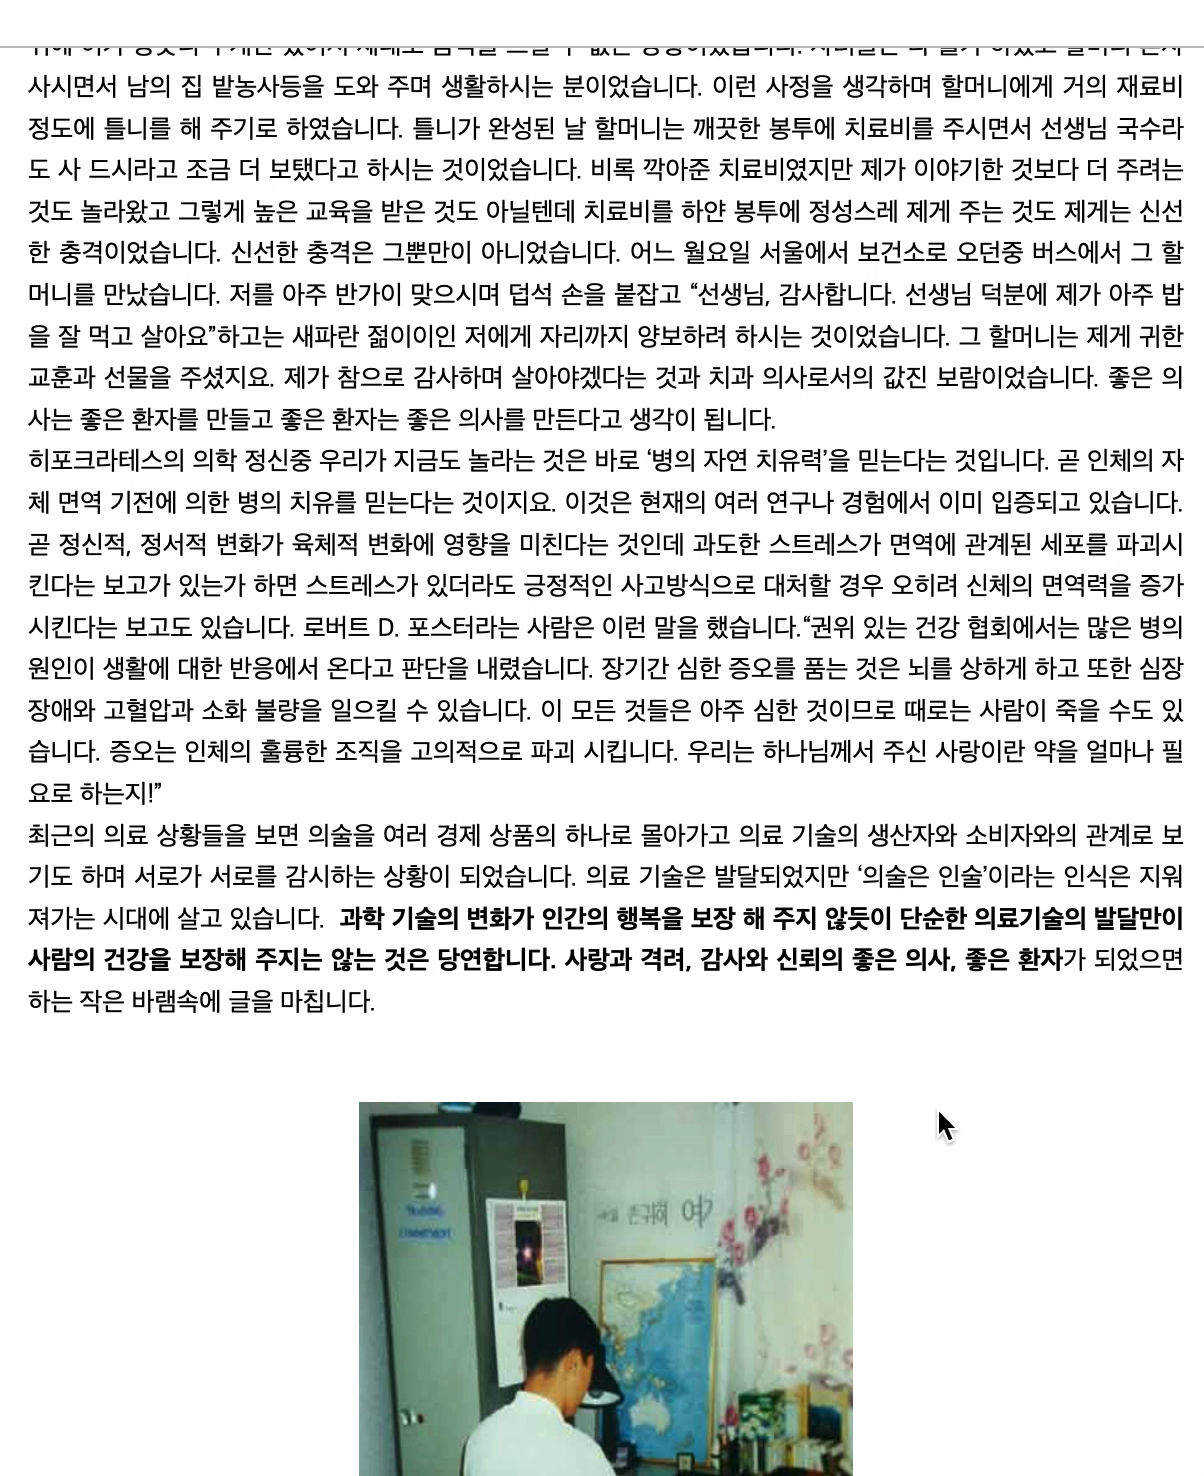 사시면서 남의 집 밭농사등을 도와 주며 생활하시는 분이었습니다. 이런 사정을 생각하며 할머니에게 거의 재료비
정도에 틀니를 해 주기로 하였습니다. 틀니가 완성된 날 할머니는 깨끗한 봉투에 치료비를 주시면서 선생님 국수라
도 사 드시라고 조금 더 보탰다고 하시는 것이었습니다. 비록 깍아준 치료비였지만 제가 이야기한 것보다 더 주려는
것도 놀라왔고 그렇게 높은 교육을 받은 것도 아닐텐데 치료비를 하얀 봉투에 정성스레 제게 주는 것도 제게는 신선
한 충격이었습니다. 신선한 충격은 그뿐만이 아니었습니다. 어느 월요일 서울에서 보건소로 오던중 버스에서 그 할
머니를 만났습니다. 저를 아주 반가이 맞으시며 덥석 손을 붙잡고 “선생님, 감사합니다. 선생님 덕분에 제가 아주 밥
을 잘 먹고 살아요”하고는 새파란 젊이이인 저에게 자리까지 양보하려 하시는 것이었습니다. 그 할머니는 제게 귀한
교훈과 선물을 주셨지요. 제가 참으로 감사하며 살아야겠다는 것과 치과 의사로서의 값진 보람이었습니다. 좋은 의
사는 좋은 환자를 만들고 좋은 환자는 좋은 의사를 만든다고 생각이 됩니다.
히포크라테스의 의학 정신중 우리가 지금도 놀라는 것은 바로 ‘병의 자연 치유력’을 믿는다는 것입니다. 곧 인체의 자
체 면역 기전에 의한 병의 치유를 믿는다는 것이지요. 이것은 현재의 여러 연구나 경험에서 이미 입증되고 있습니다.
곧 정신적, 정서적 변화가 육체적 변화에 영향을 미친다는 것인데 과도한 스트레스가 면역에 관계된 세포를 파괴시
킨다는 보고가 있는가 하면 스트레스가 있더라도 긍정적인 사고방식으로 대처할 경우 오히려 신체의 면역력을 증가
시킨다는 보고도 있습니다. 로버트 D. 포스터라는 사람은 이런 말을 했습니다.“권위 있는 건강 협회에서는 많은 병의
원인이 생활에 대한 반응에서 온다고 판단을 내렸습니다. 장기간 심한 증오를 품는 것은 뇌를 상하게 하고 또한 심장
장애와 고혈압과 소화 불량을 일으킬 수 있습니다. 이 모든 것들은 아주 심한 것이므로 때로는 사람이 죽을 수도 있
습니다. 증오는 인체의 훌륭한 조직을 고의적으로 파괴 시킵니다. 우리는 하나님께서 주신 사랑이란 약을 얼마나 필
요로 하는지!”
최근의 의료 상황들을 보면 의술을 여러 경제 상품의 하나로 몰아가고 의료 기술의 생산자와 소비자와의 관계로 보
기도 하며 서로가 서로를 감시하는 상황이 되었습니다. 의료 기술은 발달되었지만 ‘의술은 인술’이라는 인식은 지워
져가는 시대에 살고 있습니다. 과학 기술의 변화가 인간의 행복을 보장 해 주지 않듯이 단순한 의료기술의 발달만이
사람의 건강을 보장해 주지는 않는 것은 당연합니다. 사랑과 격려, 감사와 신뢰의 좋은 의사, 좋은 환자가 되었으면
하는 작은 바램속에 글을 마칩니다.
존귀히 여기